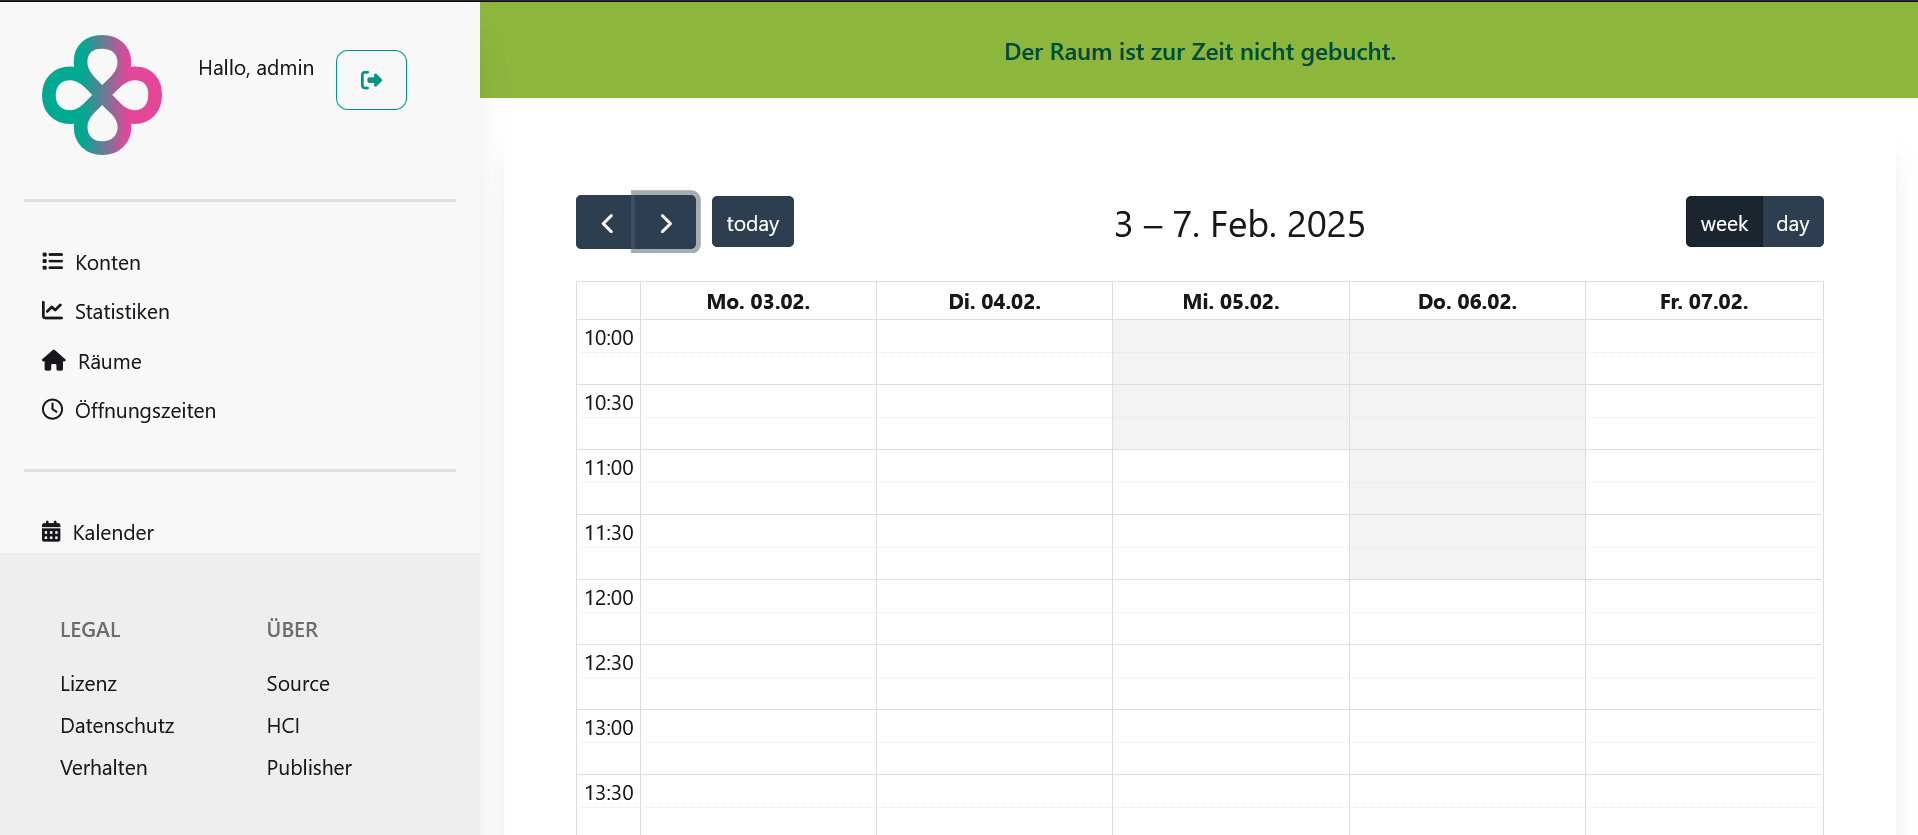 Hallo, admin
Konten
Statistiken
Räume
Öffnungszeiten
Kalender
LEGAL
Lizenz
Datenschutz
Verhalten
ÜBER
Source
HCI
Publisher
Der Raum ist zur Zeit nicht gebucht.
today
3 – 7. Feb. 2025
week
day
Mo. 03.02.
Di. 04.02.
Mi. 05.02.
Do. 06.02.
Fr. 07.02.
10:00
10:30
11:00
11:30
12:00
12:30
13:00
13:30